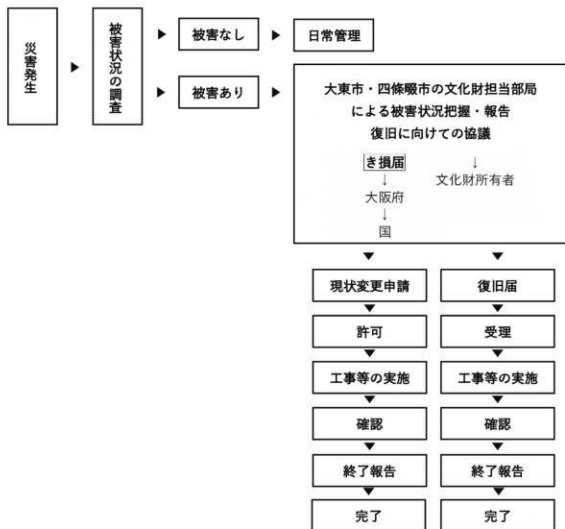 災害発生
被害状況の調査
被害なし
日常管理
被害あり
大東市・四條畷市の文化財担当部局
による被害状況把握・報告
復旧に向けての協議
き損届
↓
大阪府
↓
国
↓
文化財所有者
現状変更申請
許可
工事等の実施
確認
終了報告
完了
復旧届
受理
工事等の実施
確認
終了報告
完了